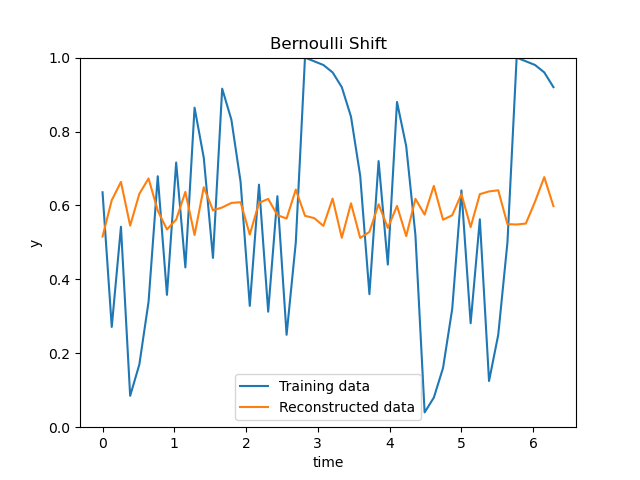 Bernoulli Shift
1.0
0.8
0.6
0.4
0.2
0.0
y
Training data
Reconstructed data
0 1 2 3 4 5 6
time